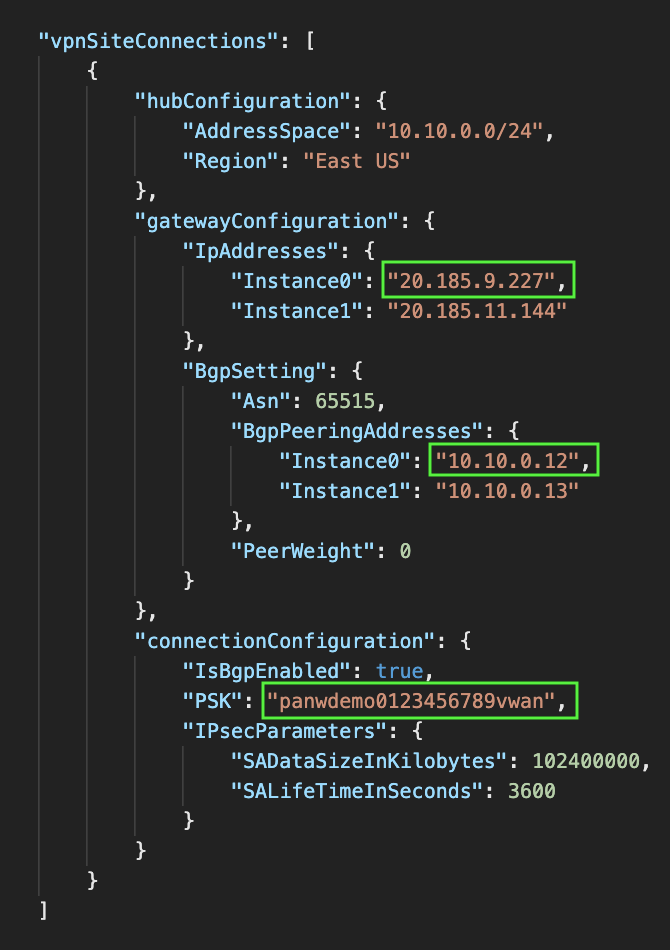 "vpnSiteConnections": [
{
"hubConfiguration": {
"AddressSpace": "10.10.0.0/24",
"Region": "East US"
},
"gatewayConfiguration": {
"IpAddresses": {
"Instance0": "20.185.9.227",
"Instance1": "20.185.11.144"
},
"BgpSetting": {
"Asn": 65515,
"BgpPeeringAddresses": {
"Instance0": "10.10.0.12",
"Instance1": "10.10.0.13"
},
"PeerWeight": 0
}
},
"connectionConfiguration": {
"IsBgpEnabled": true,
"PSK": "panwdemo0123456789vwan",
"IPsecParameters": {
"SADataSizeInKilobytes": 102400000,
"SALifeTimeInSeconds": 3600
}
}
}
]